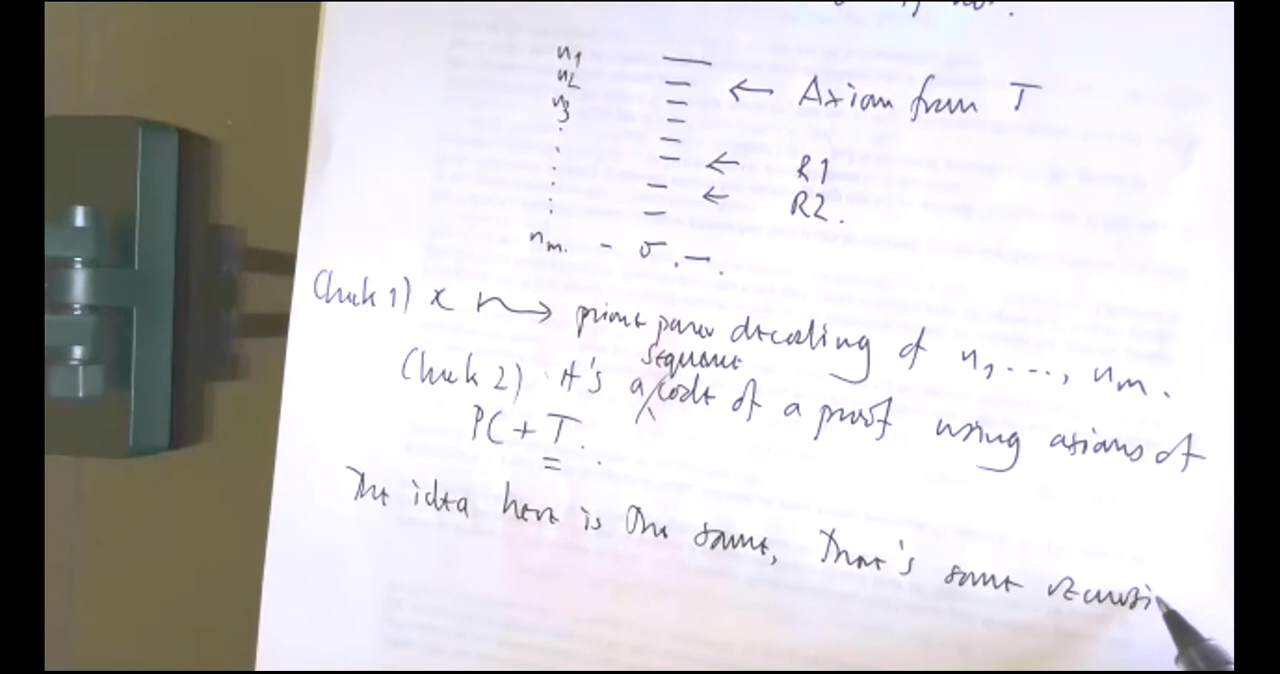 n1
n2 ← Axiom from T
n3
← R1
← R2.
nm. - σ.
Check 1) x ⤳ prime power decoding of n1, ..., nm.
Check 2) it's a sequence code of a proof using axioms of
PC + T.
The idea here is the same, that's some recursi